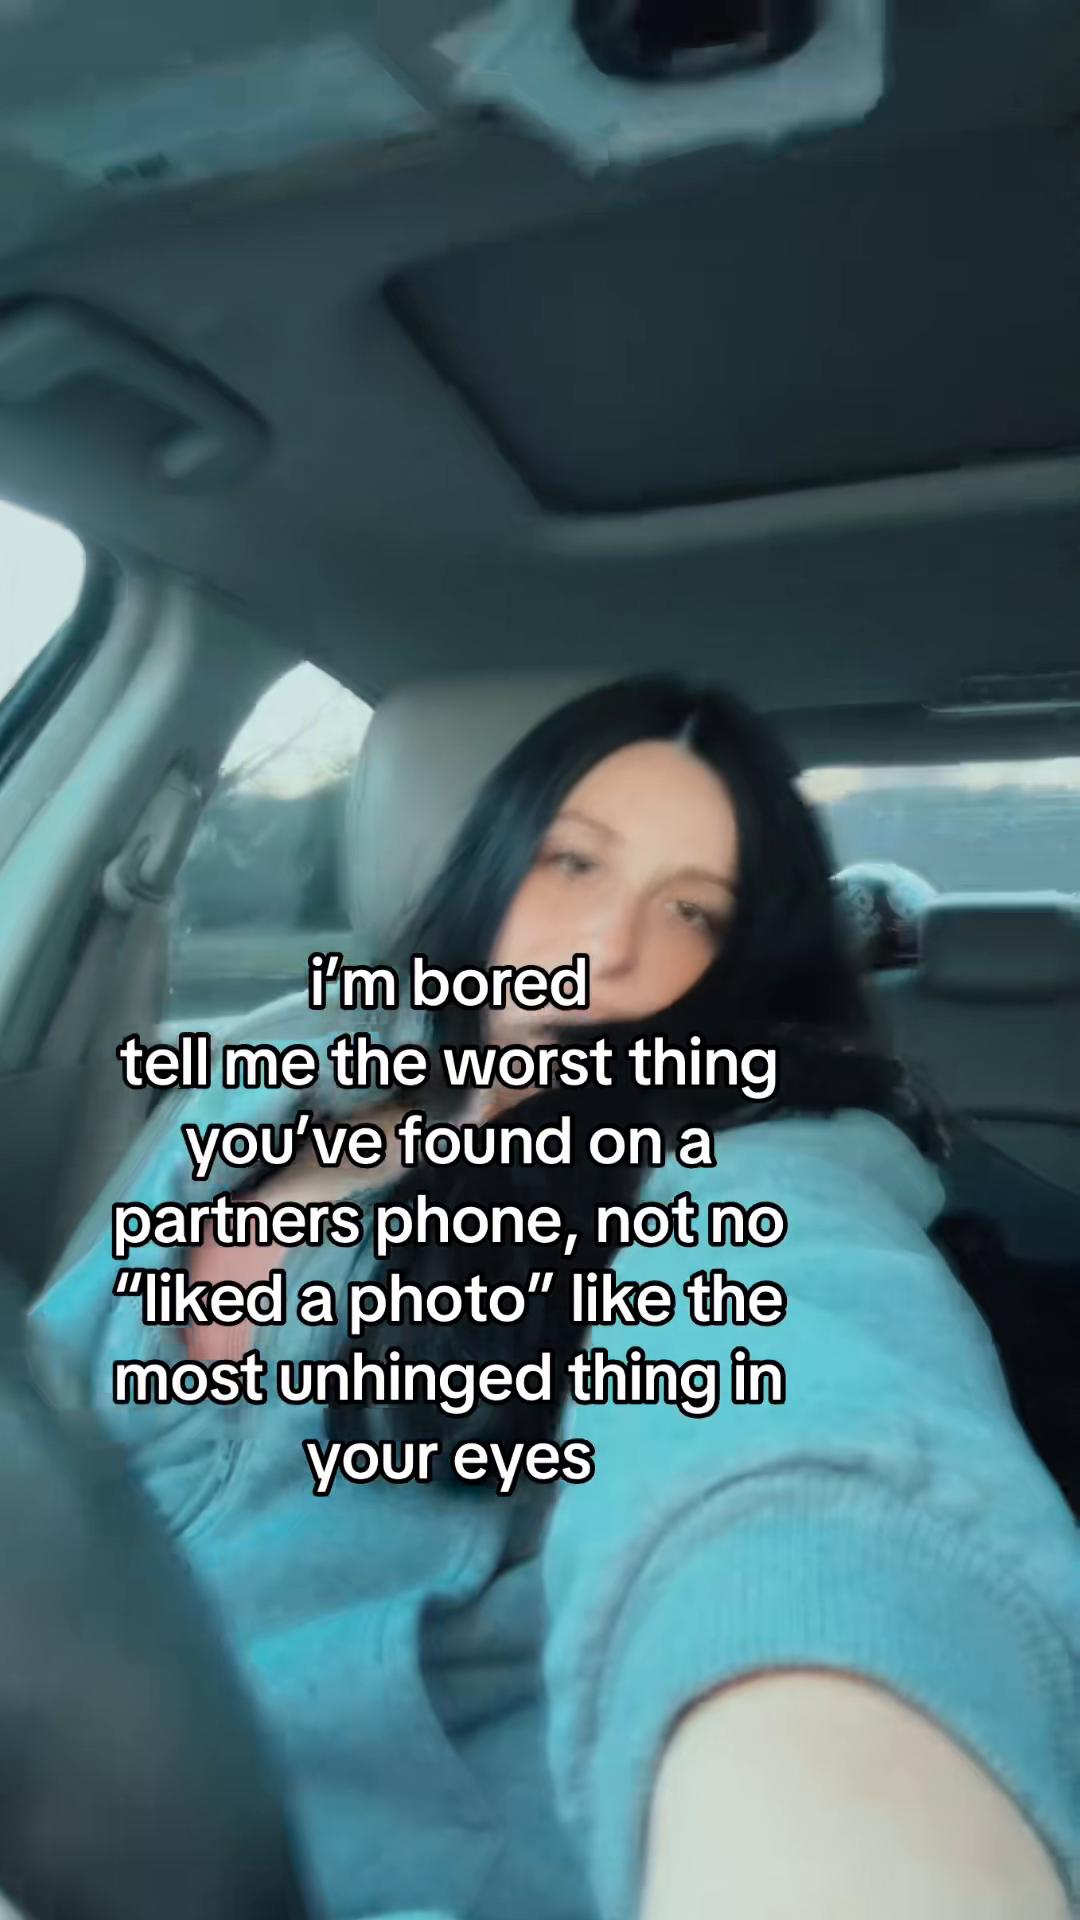 i’m bored
tell me the worst thing
you’ve found on a
partners phone, not no
“liked a photo” like the
most unhinged thing in
your eyes